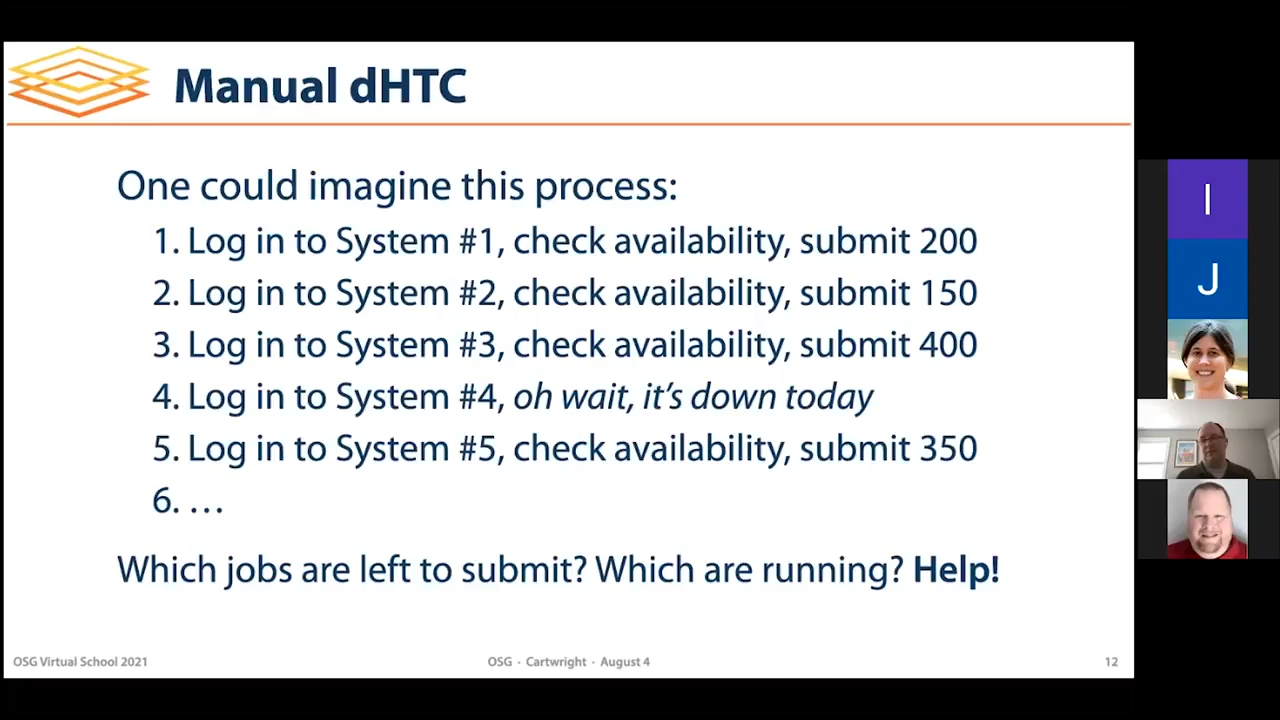 Manual dHTC
One could imagine this process:
1. Log in to System #1, check availability, submit 200
2. Log in to System #2, check availability, submit 150
3. Log in to System #3, check availability, submit 400
4. Log in to System #4, oh wait, it's down today
5. Log in to System #5, check availability, submit 350
6. …
Which jobs are left to submit? Which are running? Help!
OSG Virtual School 2021
OSG · Cartwright · August 4
12
I
J